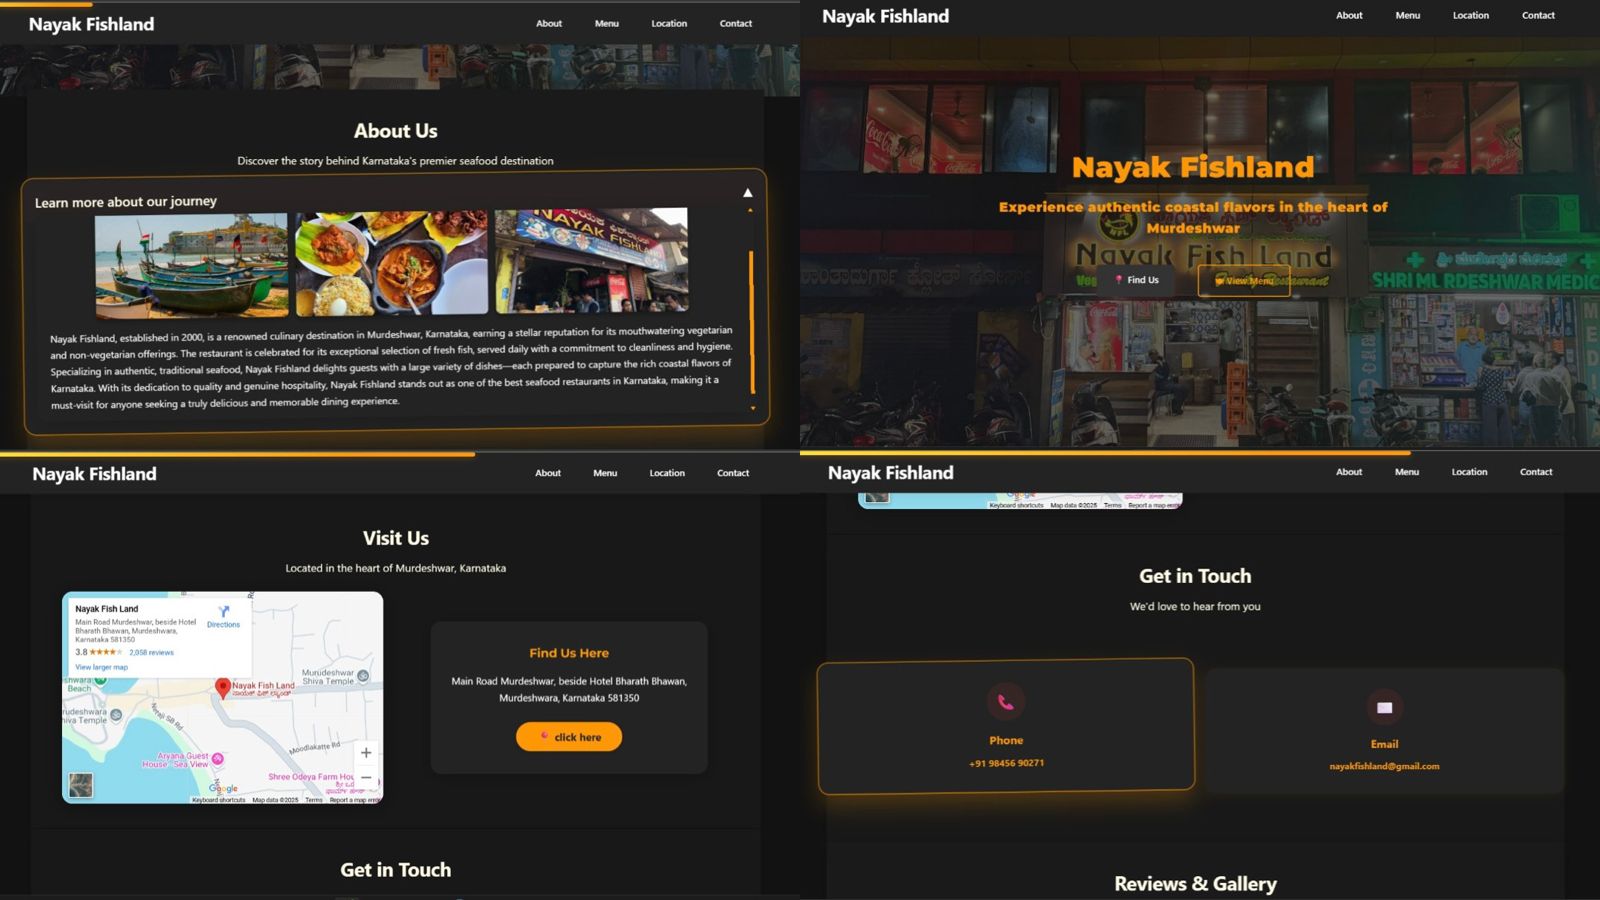 Nayak Fishland
About Menu Location Contact
About Us
Discover the story behind Karnataka's premier seafood destination
Learn more about our journey
NAYAK FISHLAND
Nayak Fishland, established in 2000, is a renowned culinary destination in Murdeshwar, Karnataka, earning a stellar reputation for its mouthwatering vegetarian
and non-vegetarian offerings. The restaurant is celebrated for its exceptional selection of fresh fish, served daily with a commitment to cleanliness and hygiene.
Specializing in authentic, traditional seafood, Nayak Fishland delights guests with a large variety of dishes—each prepared to capture the rich coastal flavors of
Karnataka. With its dedication to quality and genuine hospitality, Nayak Fishland stands out as one of the best seafood restaurants in Karnataka, making it a
must-visit for anyone seeking a truly delicious and memorable dining experience.
Nayak Fishland
About Menu Location Contact
Coca-Cola
Nayak Fishland
Experience authentic coastal flavors in the heart of
Murdeshwar
Nayak Fish Land
Restaurant
📍 Find Us
View Menu
SHRI MURDESHWAR MEDIC
Nayak Fishland
About Menu Location Contact
Visit Us
Located in the heart of Murdeshwar, Karnataka
Nayak Fish Land
Main Road Murdeshwar, beside Hotel
Bharath Bhawan, Murdeshwara,
Karnataka 581350
3.8 2,058 reviews
View larger map
Directions
Beach
Murudeshwar
Shiva Temple
Nayak Fish Land
ನಾಯಕ್ ಫಿಶ್ ಲ್ಯಾಂಡ್
Shiva Temple
Neraji SB Rd
Moodlakatte Rd
Aryana Guest
House - Sea View
Shree Odeya Farm Hou
Google
Keyboard shortcuts Map data ©2025 Terms Report a map error
Find Us Here
Main Road Murdeshwar, beside Hotel Bharath Bhawan,
Murdeshwara, Karnataka 581350
📍 click here
Get in Touch
Nayak Fishland
About Menu Location Contact
Google
Keyboard shortcuts Map data ©2025 Terms Report a map error
Get in Touch
We'd love to hear from you
Phone
+91 98456 90271
Email
nayakfishland@gmail.com
Reviews & Gallery